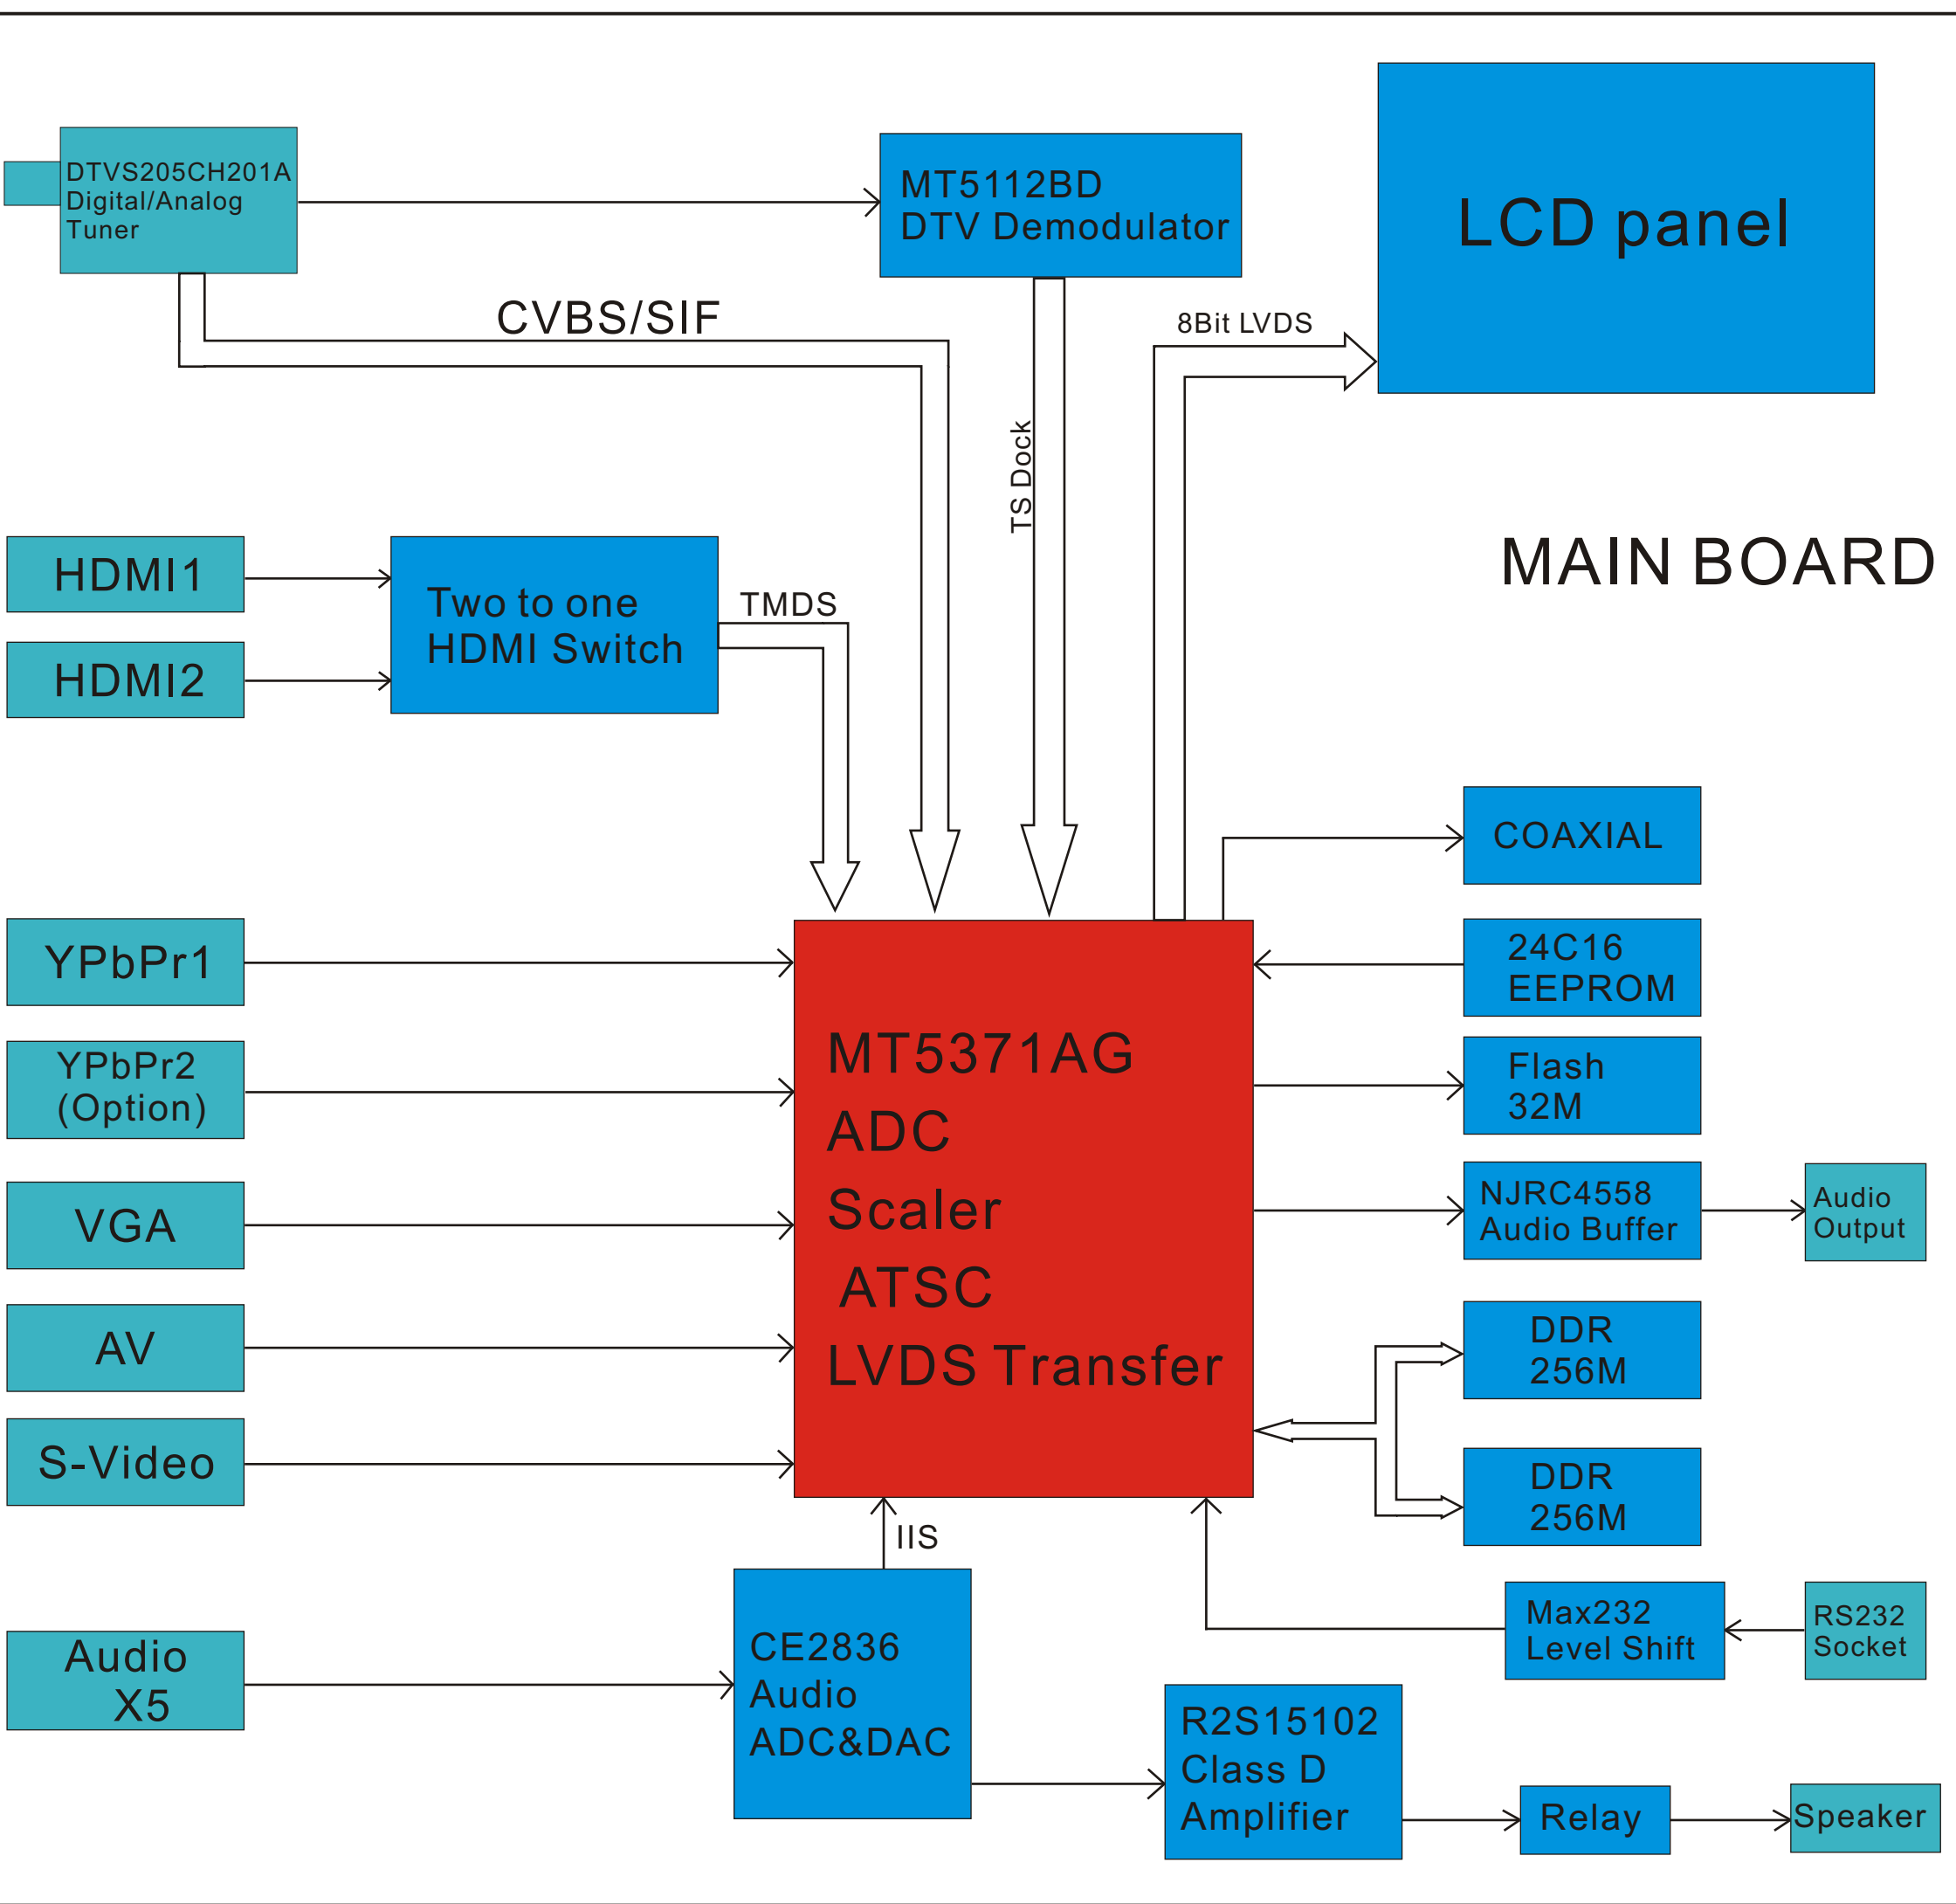 DTVS205CH201A
Digital/Analog
Tuner
MT5112BD
DTV Demodulator
LCD panel
CVBS/SIF
8Bit LVDS
TS Dock
MAIN BOARD
HDMI1
HDMI2
Two to one
HDMI Switch
TMDS
COAXIAL
YPbPr1
24C16
EEPROM
YPbPr2
(Option)
MT5371AG
ADC
Scaler
ATSC
LVDS Transfer
Flash
32M
VGA
NJRC4558
Audio Buffer
Audio
Output
AV
DDR
256M
S-Video
DDR
256M
IIS
Audio
X5
CE2836
Audio
ADC&DAC
Max232
Level Shift
RS232
Socket
R2S15102
Class D
Amplifier
Relay
Speaker